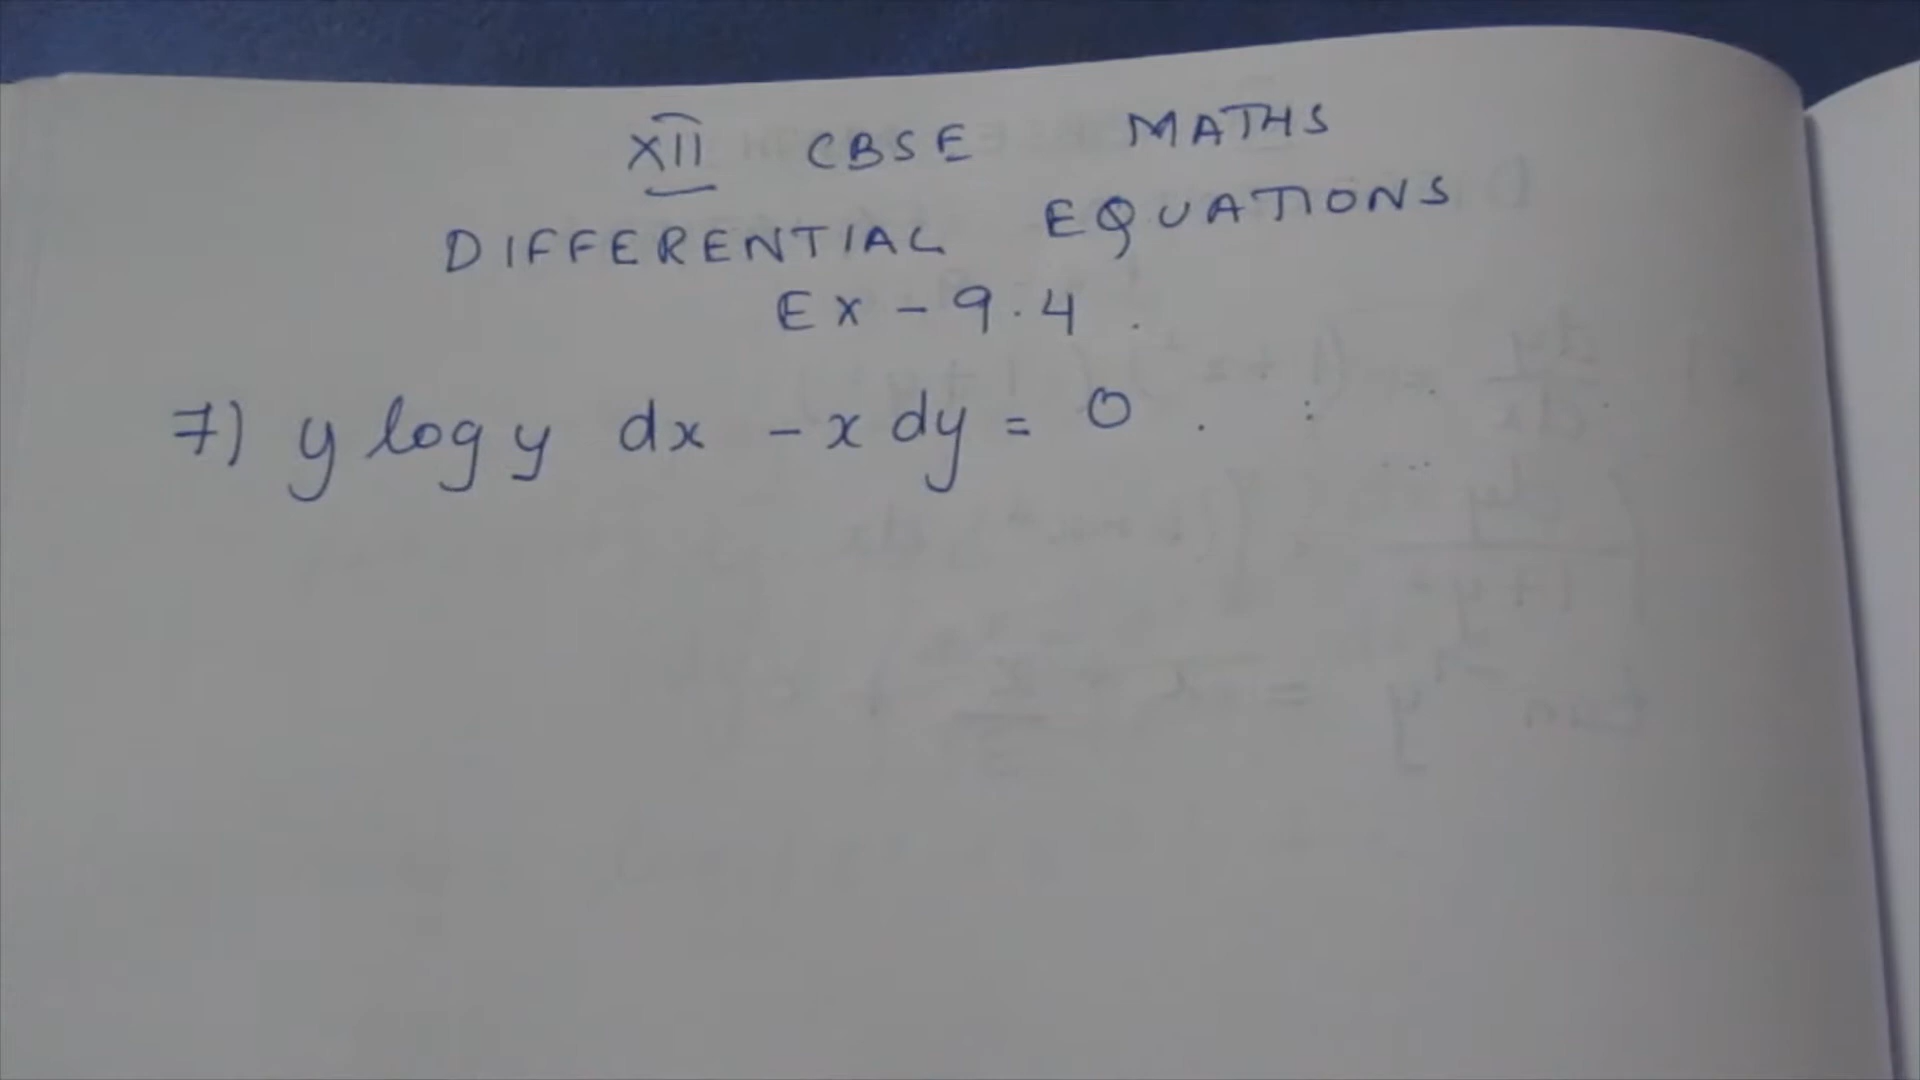 XII CBSE MATHS
DIFFERENTIAL EQUATIONS
Ex - 9.4.
7) y log y dx - x dy = 0.